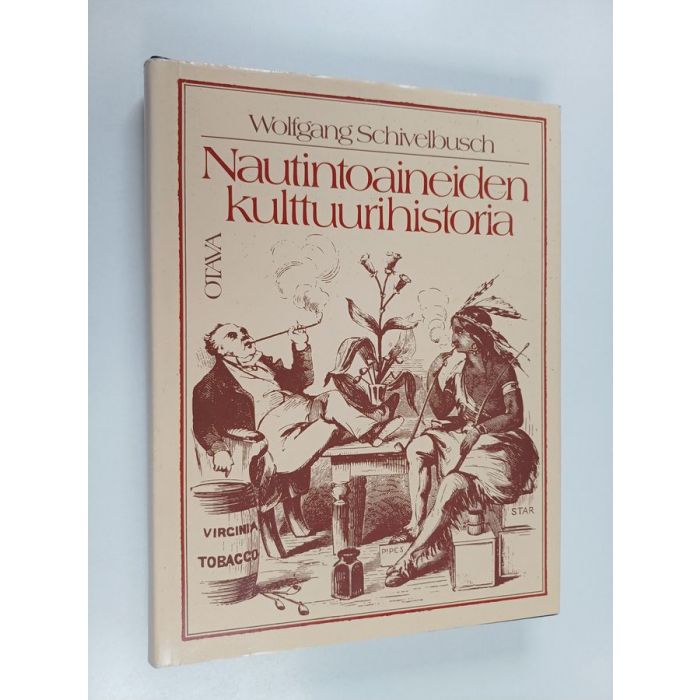 Wolfgang Schivelbusch
Nautintoaineiden
kulttuurihistoria
OTAVA
VIRGINIA
TOBACCO
PIPES
STAR